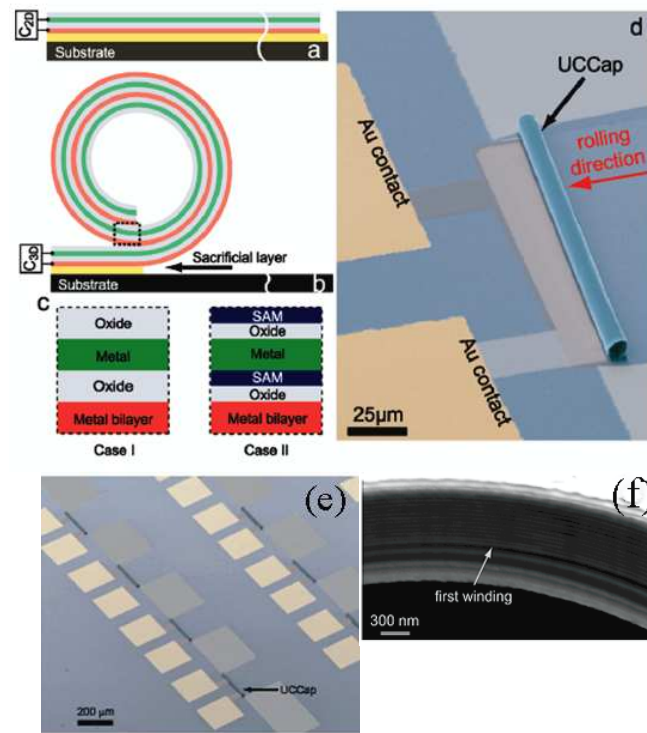 C2D
Substrate
a
C3D
Sacrificial layer
Substrate
b
c
Oxide
Metal
Oxide
Metal bilayer
Case I
SAM
Oxide
Metal
SAM
Oxide
Metal bilayer
Case II
d
UCCap
rolling
direction
Au contact
Au contact
25µm
(e)
UCCap
200 µm
(f)
first winding
300 nm